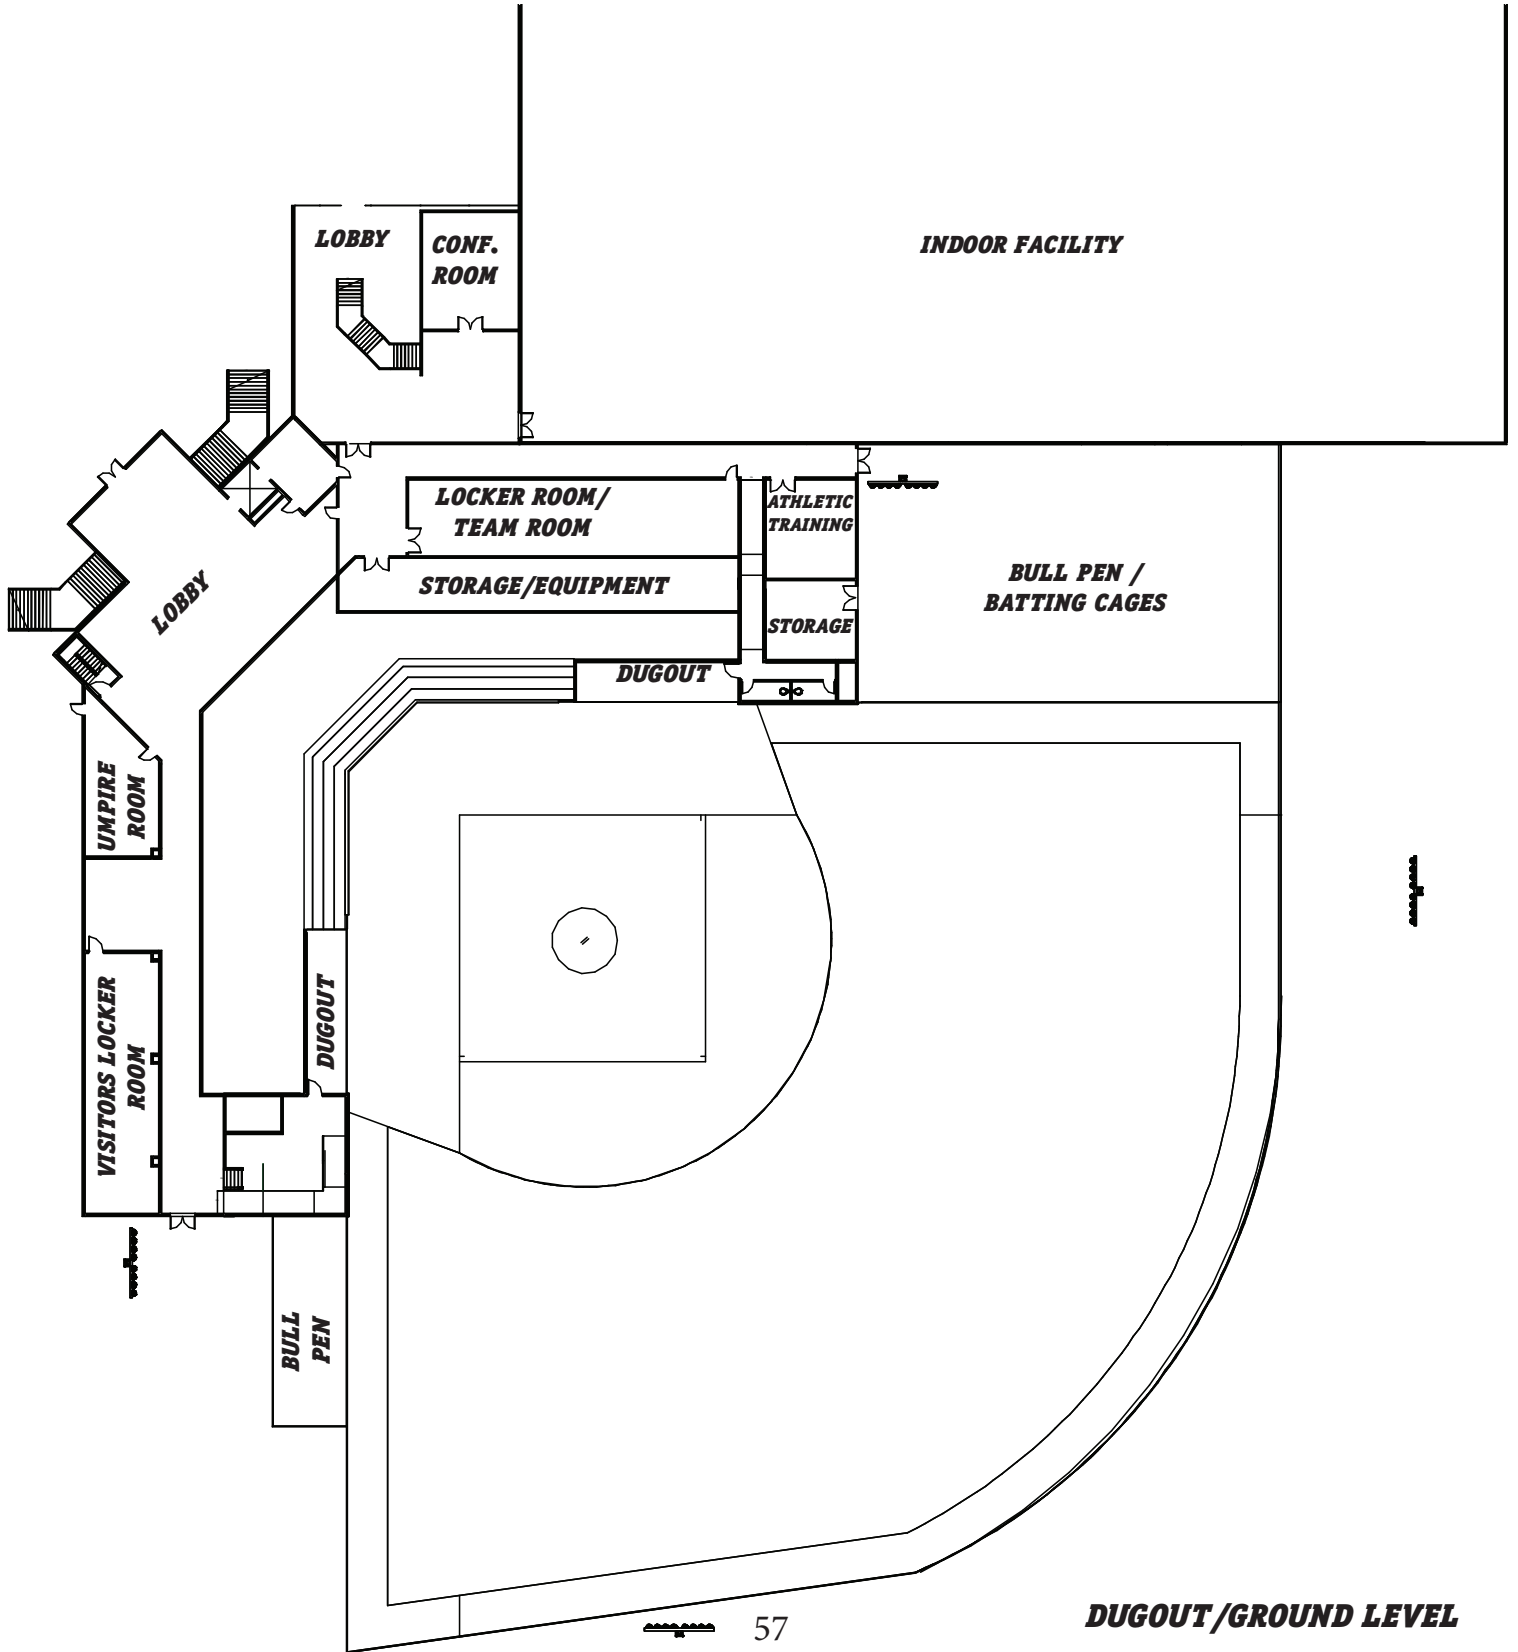 LOBBY
CONF.
ROOM
INDOOR FACILITY
LOCKER ROOM/
TEAM ROOM
ATHLETIC
TRAINING
STORAGE/EQUIPMENT
BULL PEN /
BATTING CAGES
LOBBY
STORAGE
DUGOUT
UMPIRE
ROOM
VISITORS LOCKER
ROOM
DUGOUT
BULL
PEN
57
DUGOUT/GROUND LEVEL